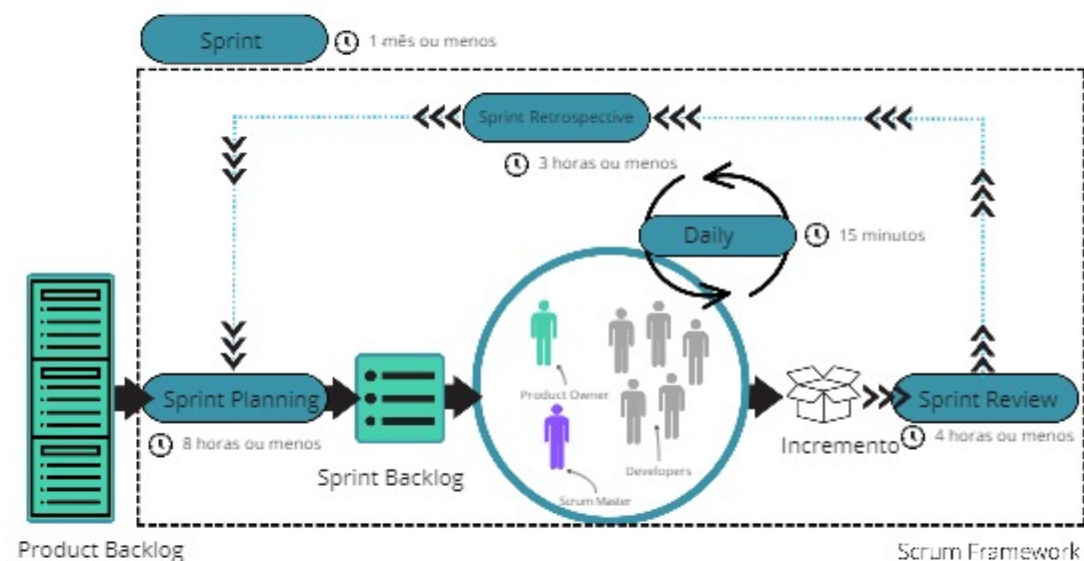 Sprint
1 mês ou menos
Sprint Retrospective
3 horas ou menos
Daily
15 minutos
Sprint Planning
8 horas ou menos
Sprint Backlog
Product Owner
Scrum Master
Developers
Incremento
Sprint Review
4 horas ou menos
Product Backlog
Scrum Framework